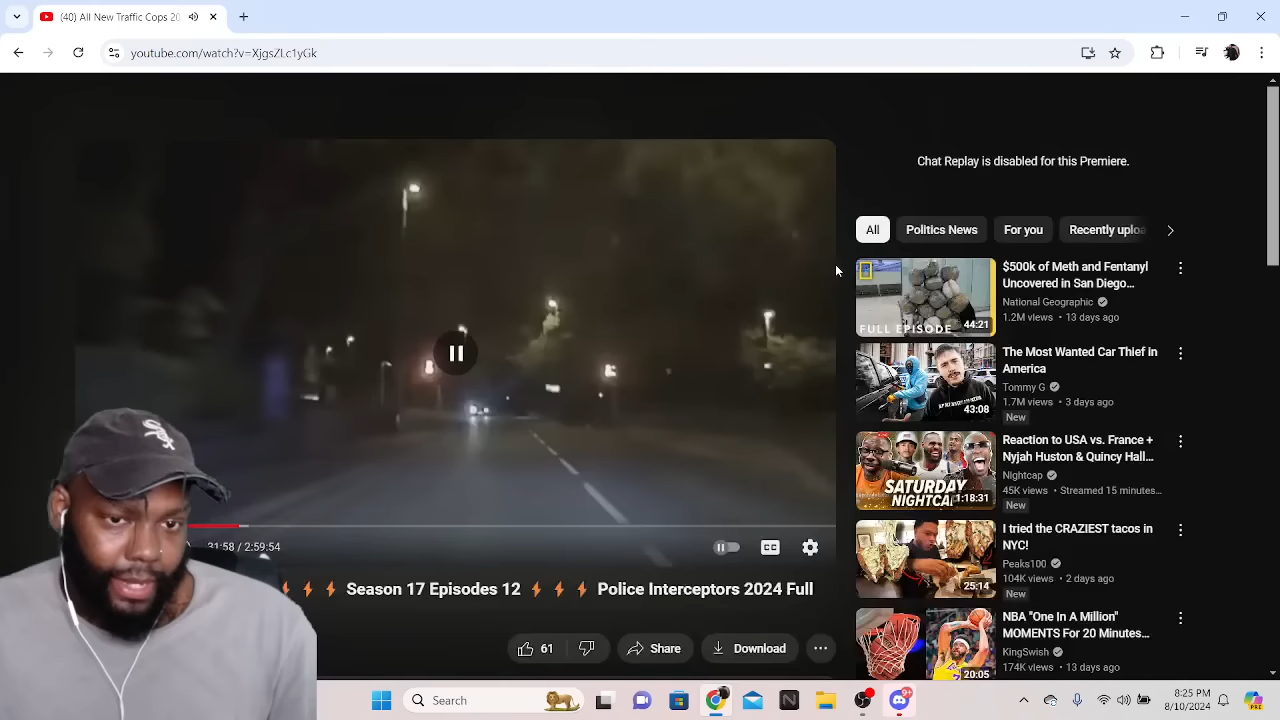 (40) All New Traffic Cops 20
youtube.com/watch?v=XjgsZLc1yGk
Chat Replay is disabled for this Premiere.
All
Politics News
For you
Recently uploa
$500k of Meth and Fentanyl
Uncovered in San Diego...
National Geographic
1.2M views • 13 days ago
FULL EPISODE
44:21
The Most Wanted Car Thief in
America
Tommy G
1.7M views • 3 days ago
New
43:08
Reaction to USA vs. France +
Nyjah Huston & Quincy Hall...
Nightcap
45K views • Streamed 15 minutes...
New
SATURDAY
NIGHTCAP
1:18:31
I tried the CRAZIEST tacos in
NYC!
Peaks100
104K views • 2 days ago
New
25:14
NBA "One In A Million"
MOMENTS For 20 Minutes...
KingSwish
174K views • 13 days ago
20:05
31:58 / 2:59:54
CC
Season 17 Episodes 12 ⚡ ⚡ ⚡ Police Interceptors 2024 Full
61
Share
Download
Search
9+
8:25 PM
8/10/2024
PRE